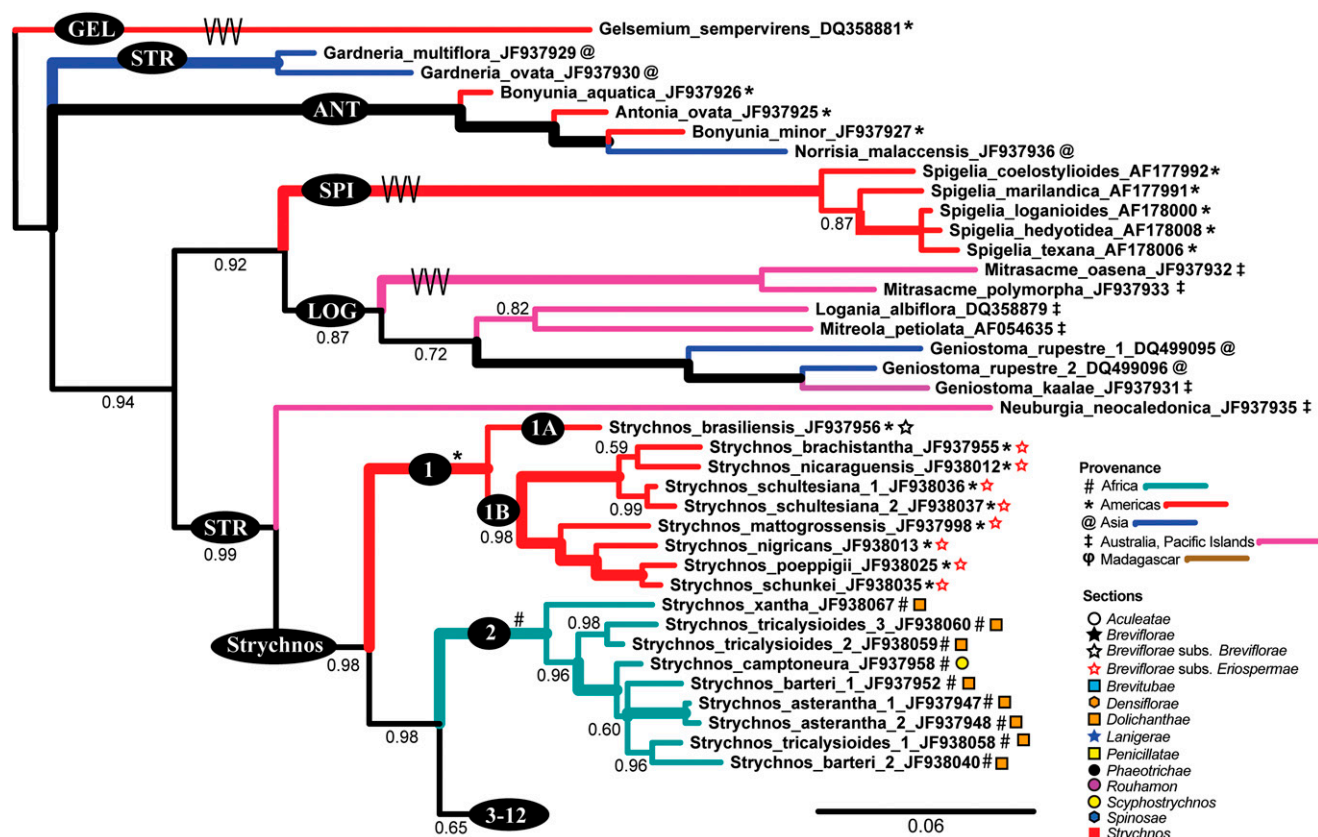 GEL
Gelsemium_sempervirens_DQ358881 *
STR
Gardneria_multiflora_JF937929 @
Gardneria_ovata_JF937930 @
ANT
Bonyunia_aquatica_JF937926 *
Antonia_ovata_JF937925 *
Bonyunia_minor_JF937927 *
Norrisia_malaccensis_JF937936 @
SPI
Spigelia_coelostylioides_AF177992 *
Spigelia_marilandica_AF177991 *
Spigelia_loganioides_AF178000 *
0.87
Spigelia_hedyotidea_AF178008 *
Spigelia_texana_AF178006 *
0.92
Mitrasacme_oasena_JF937932 ‡
Mitrasacme_polymorpha_JF937933 ‡
LOG
0.87
0.82
Logania_albiflora_DQ358879 ‡
Mitreola_petiolata_AF054635 ‡
0.72
Geniostoma_rupestre_1_DQ499095 @
Geniostoma_rupestre_2_DQ499096 @
Geniostoma_kaalae_JF937931 ‡
0.94
Neuburgia_neocaledonica_JF937935 ‡
1A
Strychnos_brasiliensis_JF937956 * ☆
1 *
0.59
Strychnos_brachistantha_JF937955 * ☆
Strychnos_nicaraguensis_JF938012 * ☆
Strychnos_schultesiana_1_JF938036 * ☆
0.99
Strychnos_schultesiana_2_JF938037 * ☆
1B
0.98
Strychnos_mattogrossensis_JF937998 * ☆
Strychnos_nigricans_JF938013 * ☆
Strychnos_poeppigii_JF938025 * ☆
Strychnos_schunkei_JF938035 * ☆
STR
0.99
Strychnos
0.98
2 #
Strychnos_xantha_JF938067 #
0.98
Strychnos_tricalysioides_3_JF938060 #
Strychnos_tricalysioides_2_JF938059 #
0.96
Strychnos_camptoneura_JF937958 #
Strychnos_barteri_1_JF937952 #
Strychnos_asterantha_1_JF937947 #
0.60
Strychnos_asterantha_2_JF937948 #
Strychnos_tricalysioides_1_JF938058 #
0.96
Strychnos_barteri_2_JF938040 #
0.98
3-12
0.65
0.06
Provenance
# Africa
* Americas
@ Asia
‡ Australia, Pacific Islands
φ Madagascar
Sections
Aculeatae
Breviflorae
Breviflorae subs. Breviflorae
Breviflorae subs. Eriospermae
Brevitubae
Densiflorae
Dolichanthae
Lanigerae
Penicillatae
Phaeotrichae
Rouhamon
Scyphostrychnos
Spinosae
Strychnos